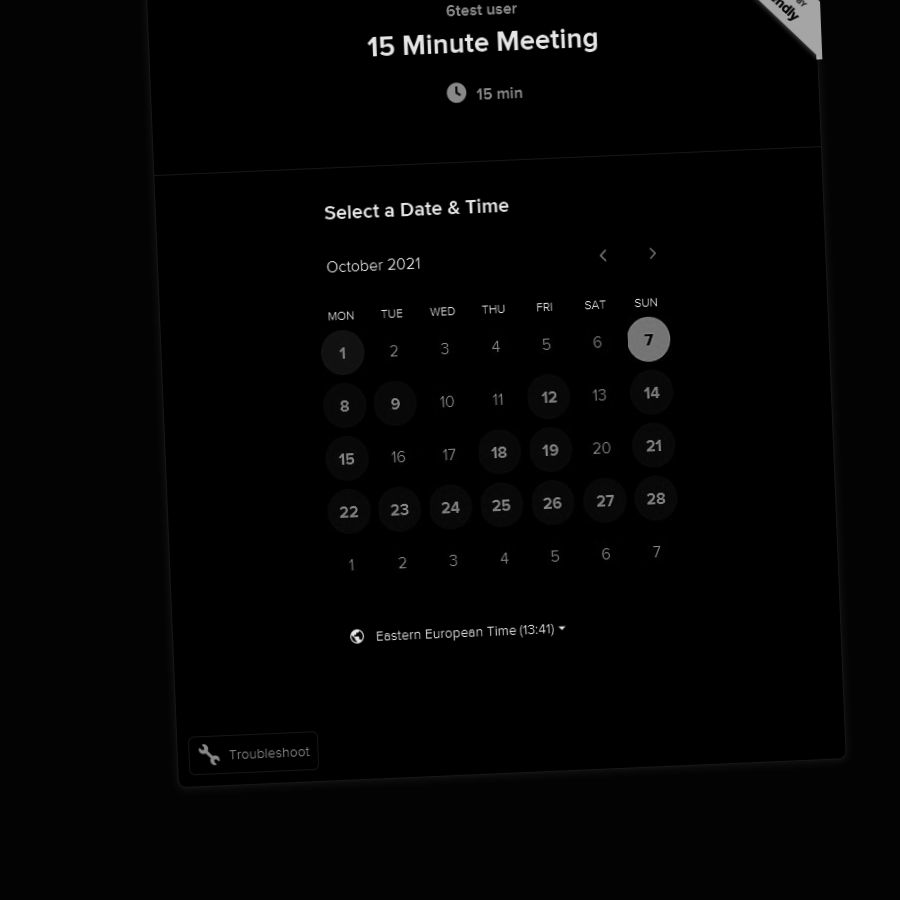 6test user
15 Minute Meeting
15 min
Select a Date & Time
October 2021
MON TUE WED THU FRI SAT SUN
1 2 3 4 5 6 7
8 9 10 11 12 13 14
15 16 17 18 19 20 21
22 23 24 25 26 27 28
1 2 3 4 5 6 7
Eastern European Time (13:41)
Troubleshoot